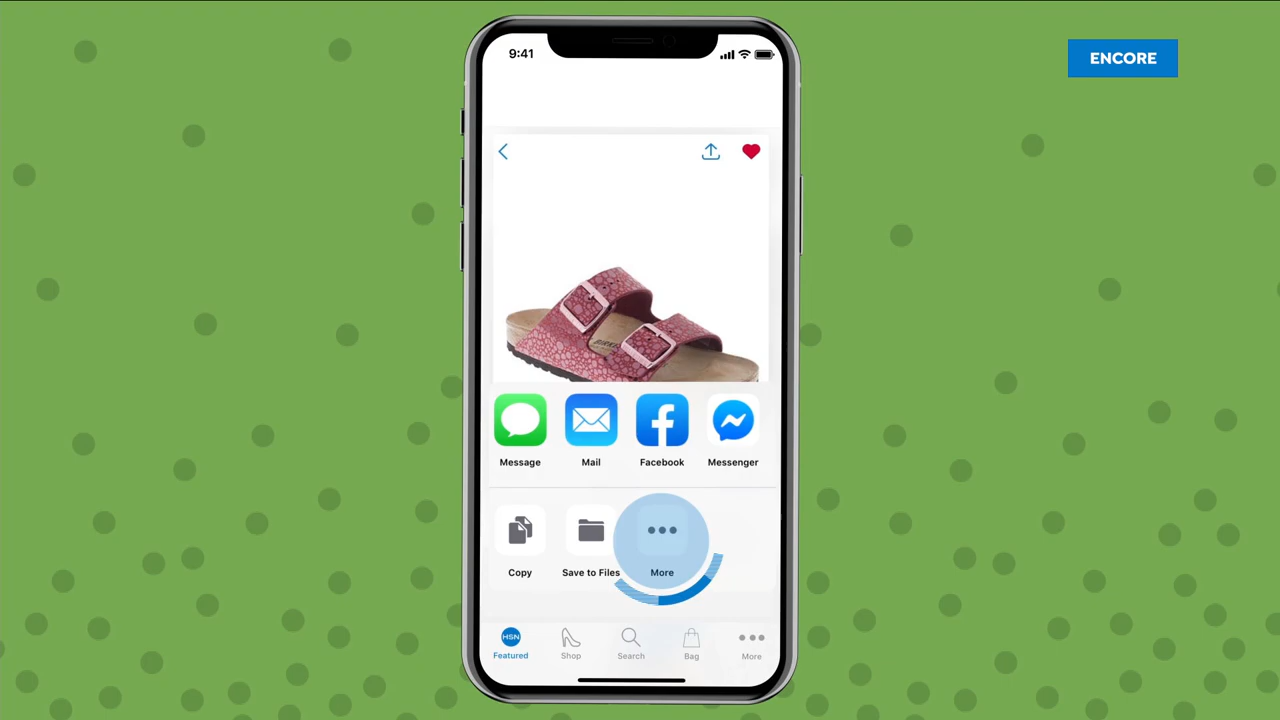 9:41
ENCORE
Message Mail Facebook Messenger
Copy Save to Files More
HSN
Featured Shop Search Bag More